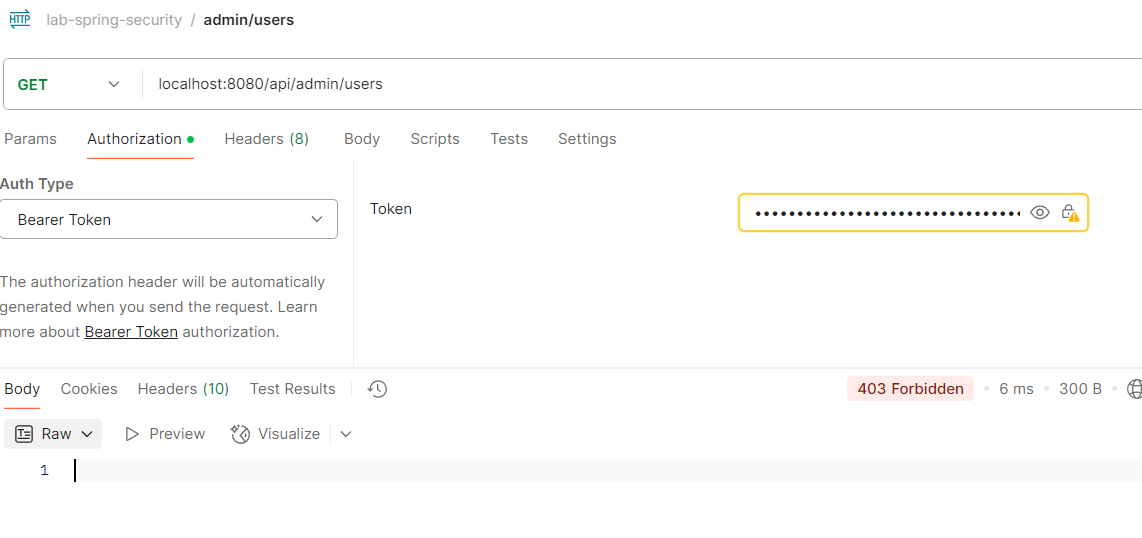 HTTP lab-spring-security / admin/users
GET localhost:8080/api/admin/users
Params Authorization Headers (8) Body Scripts Tests Settings
Auth Type
Bearer Token
The authorization header will be automatically
generated when you send the request. Learn
more about Bearer Token authorization.
Token
Body Cookies Headers (10) Test Results 403 Forbidden 6 ms 300 B
Raw Preview Visualize
1